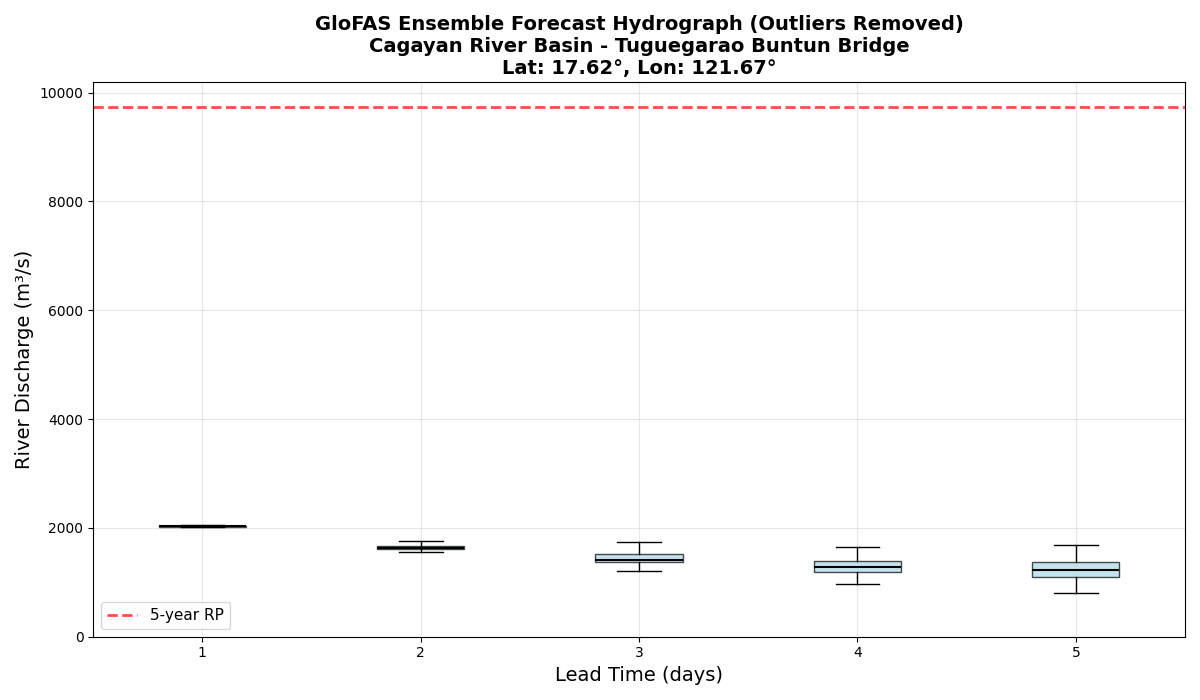 GloFAS Ensemble Forecast Hydrograph (Outliers Removed)
Cagayan River Basin - Tuguegarao Buntun Bridge
Lat: 17.62°, Lon: 121.67°
River Discharge (m³/s)
10000
8000
6000
4000
2000
0
5-year RP
1 2 3 4 5
Lead Time (days)